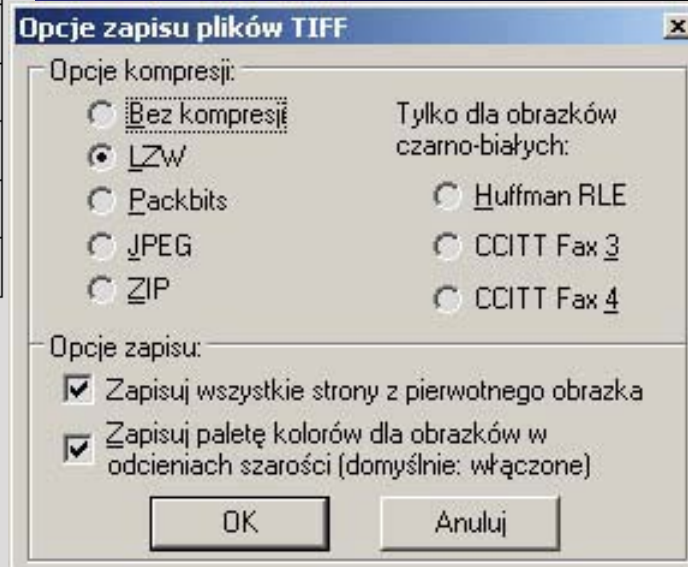 Opcje zapisu plików TIFF
Opcje kompresji:
Bez kompresji
LZW
Packbits
JPEG
ZIP
Tylko dla obrazków
czarno-białych:
Huffman RLE
CCITT Fax 3
CCITT Fax 4
Opcje zapisu:
Zapisuj wszystkie strony z pierwotnego obrazka
Zapisuj paletę kolorów dla obrazków w
odcieniach szarości (domyślnie: włączone)
OK
Anuluj